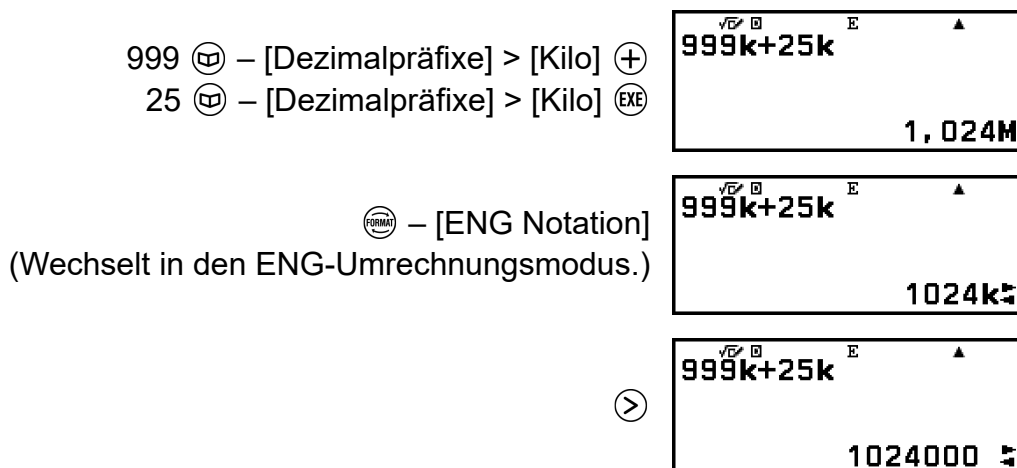 999 – [Dezimalpräfixe] > [Kilo] +
25 – [Dezimalpräfixe] > [Kilo] EXE
√ D E ▲
999k+25k
1,024M
FORMAT – [ENG Notation]
(Wechselt in den ENG-Umrechnungsmodus.)
√ D E ▲
999k+25k
1024k
>
√ D E ▲
999k+25k
1024000